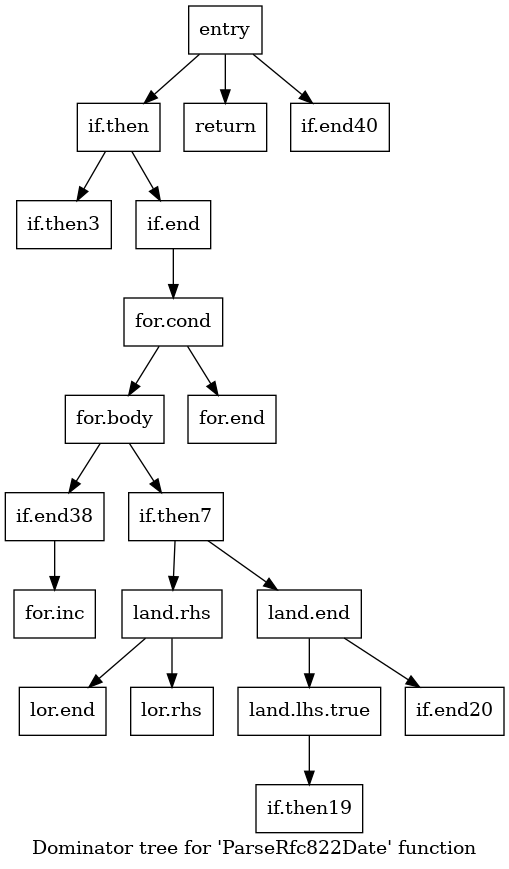 entry
if.then
return
if.end40
if.then3
if.end
for.cond
for.body
for.end
if.end38
if.then7
for.inc
land.rhs
land.end
lor.end
lor.rhs
land.lhs.true
if.end20
if.then19
Dominator tree for 'ParseRfc822Date' function